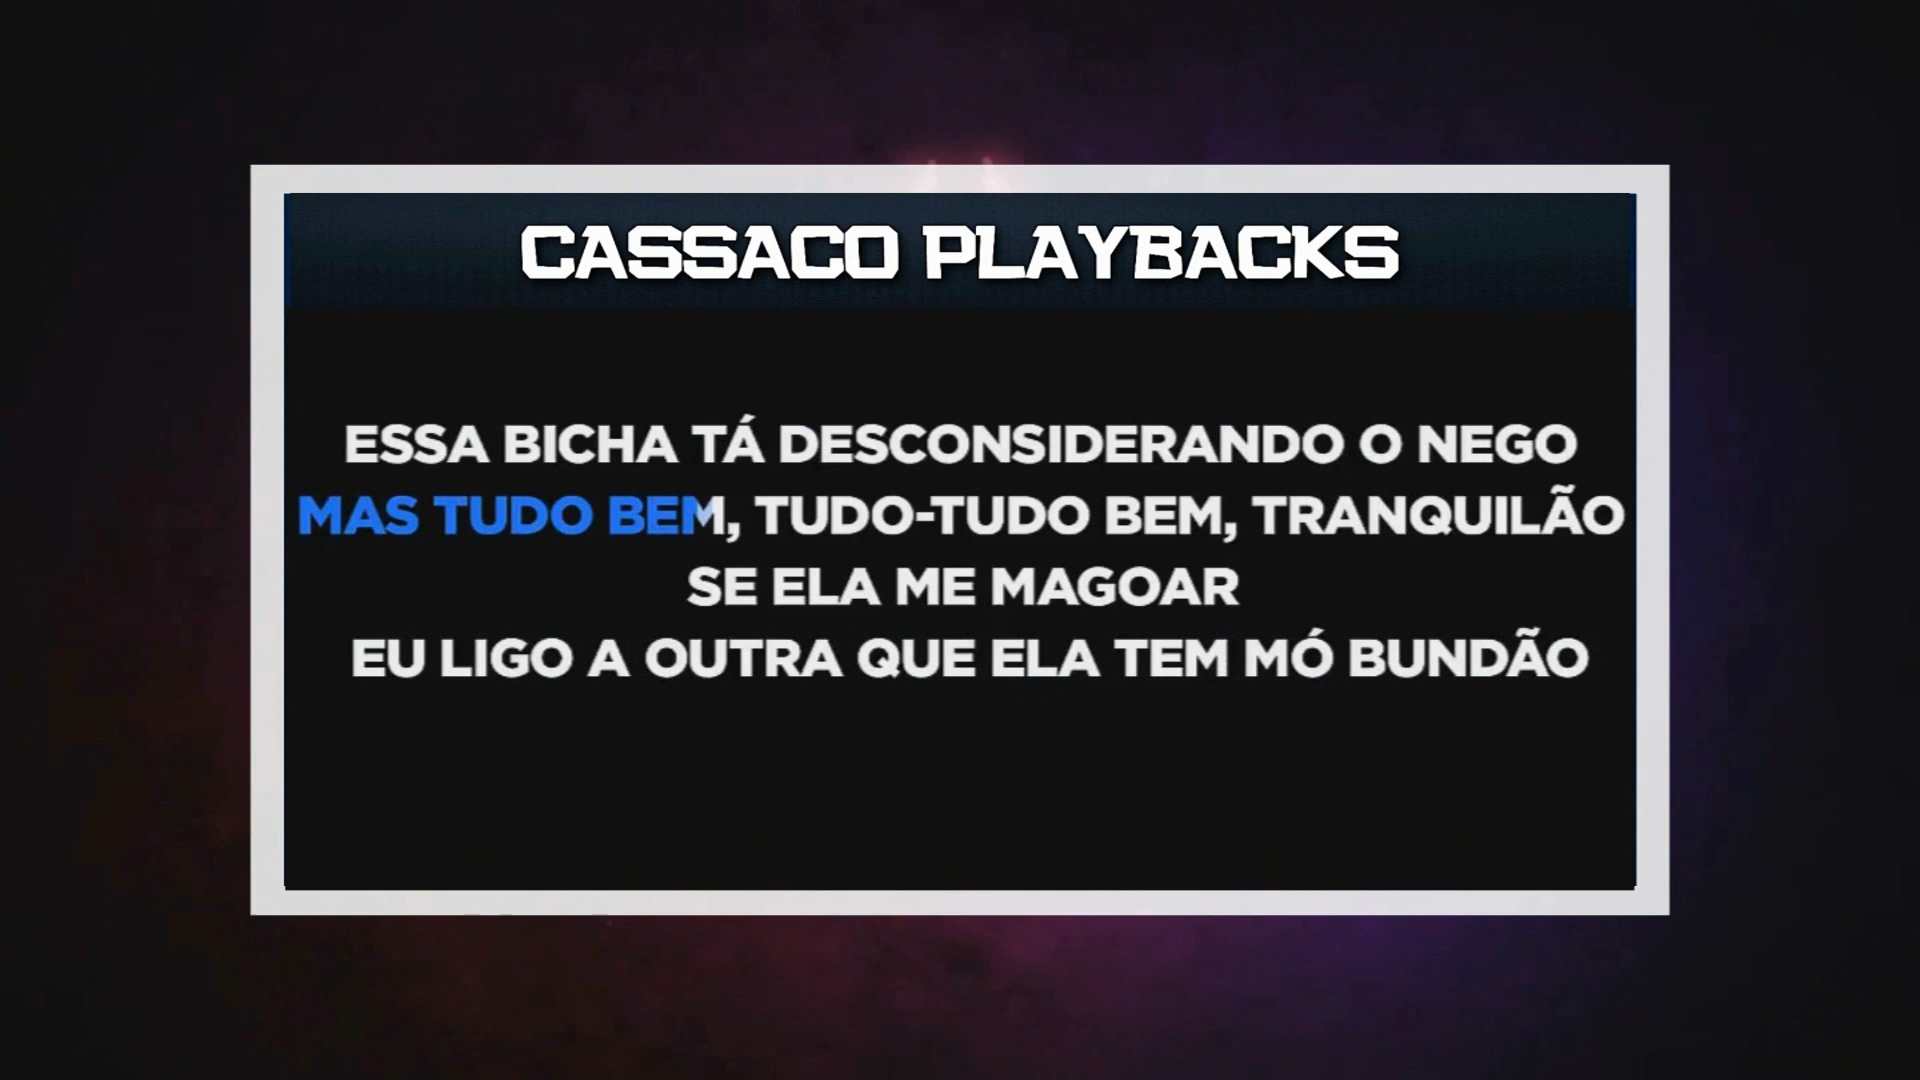 CASSACO PLAYBACKS
ESSA BICHA TÁ DESCONSIDERANDO O NEGO
MAS TUDO BEM, TUDO-TUDO BEM, TRANQUILÃO
SE ELA ME MAGOAR
EU LIGO A OUTRA QUE ELA TEM MÓ BUNDÃO